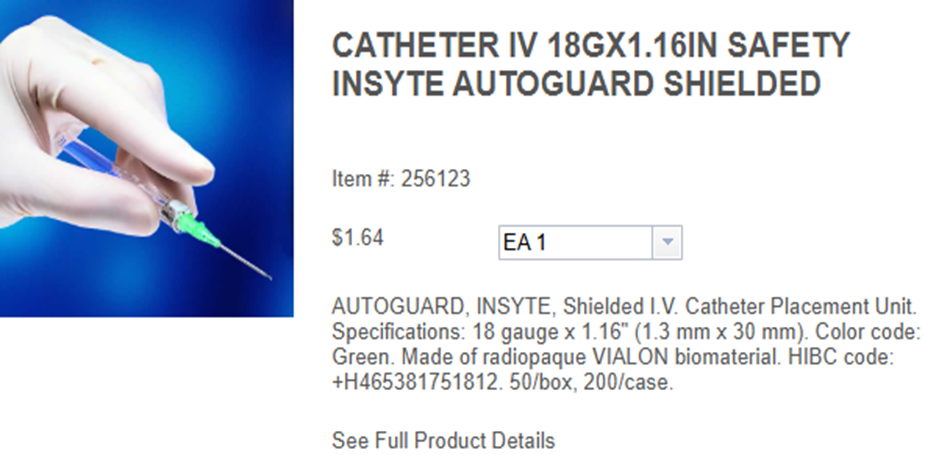 CATHETER IV 18GX1.16IN SAFETY
INSYTE AUTOGUARD SHIELDED
Item #: 256123
$1.64 EA 1
AUTOGUARD, INSYTE, Shielded I.V. Catheter Placement Unit.
Specifications: 18 gauge x 1.16" (1.3 mm x 30 mm). Color code:
Green. Made of radiopaque VIALON biomaterial. HIBC code:
+H465381751812. 50/box, 200/case.
See Full Product Details